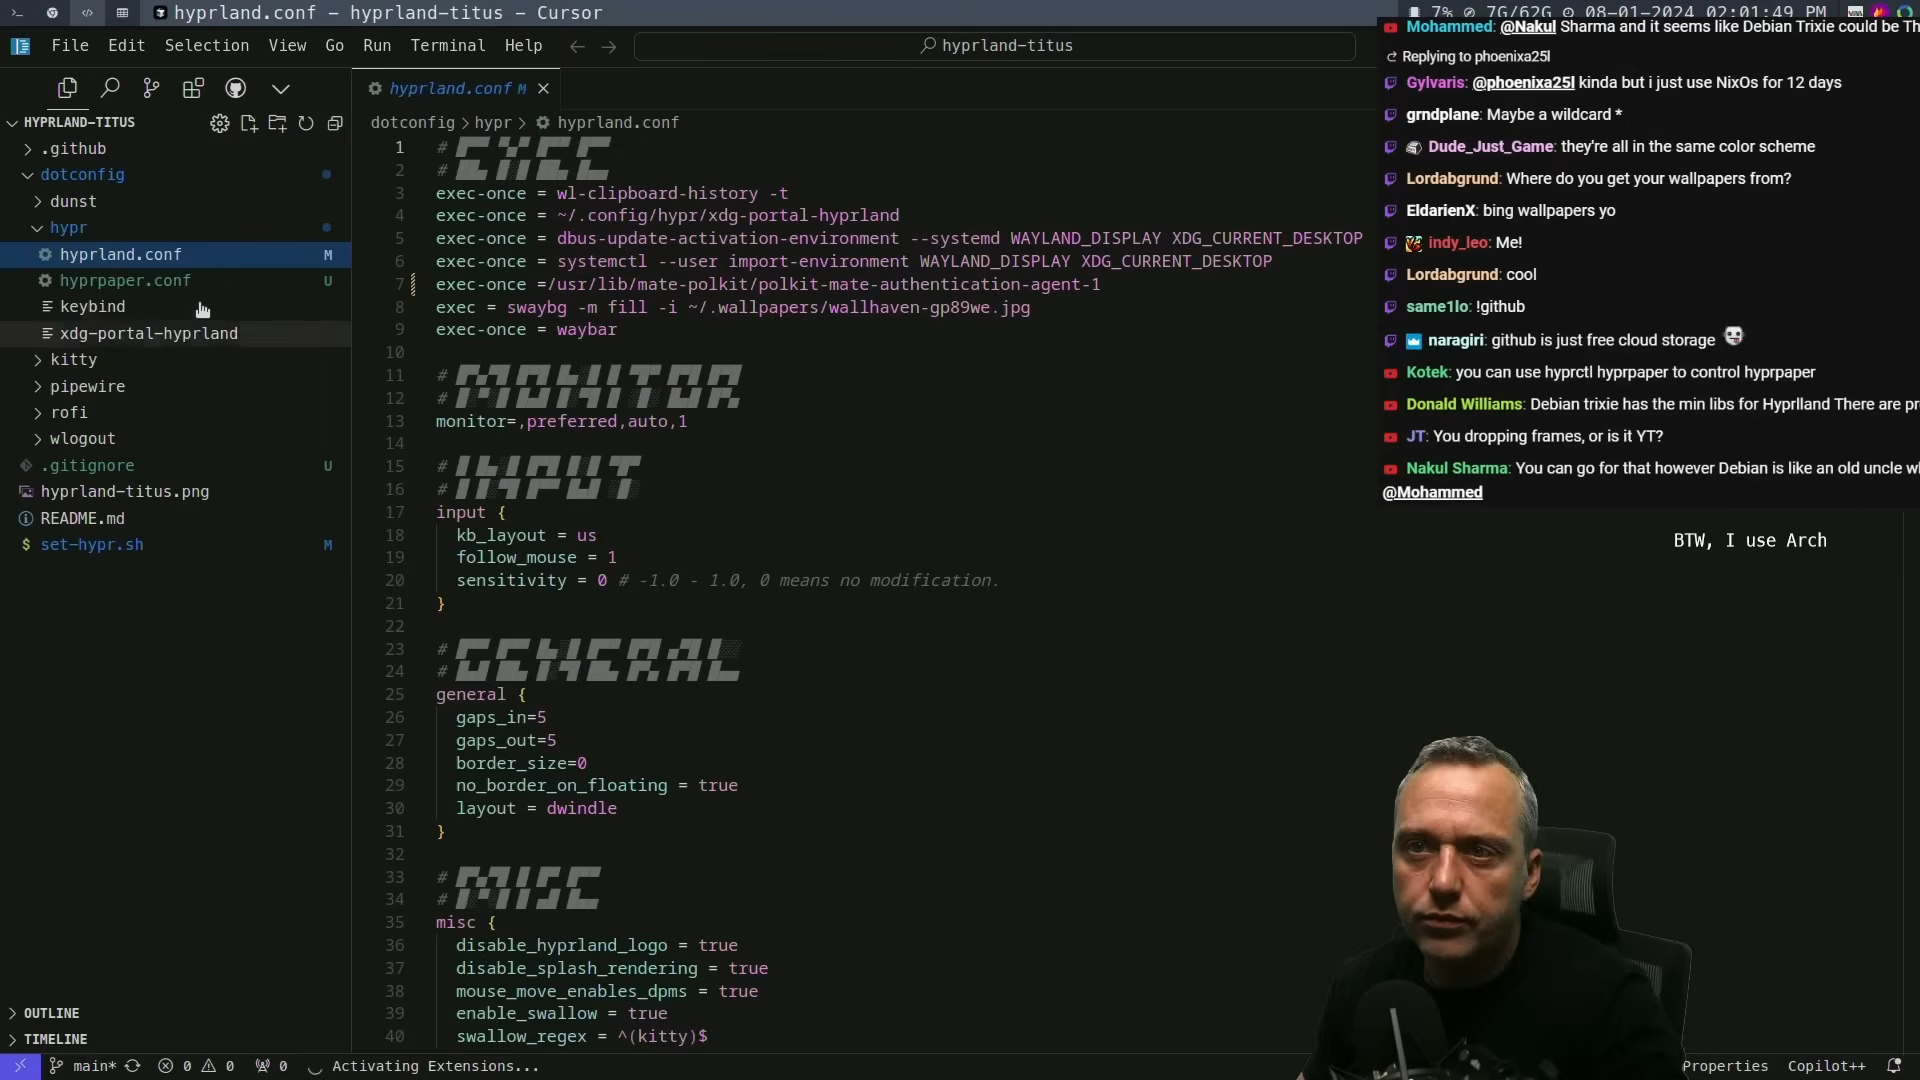 hyprland.conf - hyprland-titus - Cursor
7% 7G/62G 08-01-2024 02:01:49 PM
File Edit Selection View Go Run Terminal Help
hyprland-titus
HYPRLAND-TITUS
.github
dotconfig
dunst
hypr
hyprland.conf M
hyprpaper.conf U
keybind
xdg-portal-hyprland
kitty
pipewire
rofi
wlogout
.gitignore U
hyprland-titus.png
README.md
$ set-hypr.sh M
OUTLINE
TIMELINE
hyprland.conf M
dotconfig > hypr > hyprland.conf
1 # EXEC
2 #
3 exec-once = wl-clipboard-history -t
4 exec-once = ~/.config/hypr/xdg-portal-hyprland
5 exec-once = dbus-update-activation-environment --systemd WAYLAND_DISPLAY XDG_CURRENT_DESKTOP
6 exec-once = systemctl --user import-environment WAYLAND_DISPLAY XDG_CURRENT_DESKTOP
7 exec-once =/usr/lib/mate-polkit/polkit-mate-authentication-agent-1
8 exec = swaybg -m fill -i ~/.wallpapers/wallhaven-gp89we.jpg
9 exec-once = waybar
10
11 # MONITOR
12 #
13 monitor=,preferred,auto,1
14
15 # INPUT
16 #
17 input {
18 kb_layout = us
19 follow_mouse = 1
20 sensitivity = 0 # -1.0 - 1.0, 0 means no modification.
21 }
22
23 # GENERAL
24 #
25 general {
26 gaps_in=5
27 gaps_out=5
28 border_size=0
29 no_border_on_floating = true
30 layout = dwindle
31 }
32
33 # MISC
34 #
35 misc {
36 disable_hyprland_logo = true
37 disable_splash_rendering = true
38 mouse_move_enables_dpms = true
39 enable_swallow = true
40 swallow_regex = ^(kitty)$
Mohammed: @Nakul Sharma and it seems like Debian Trixie could be
Replying to phoenixa25l
Gylvaris: @phoenixa25l kinda but i just use NixOs for 12 days
grndplane: Maybe a wildcard *
Dude_Just_Game: they're all in the same color scheme
Lordabgrund: Where do you get your wallpapers from?
EldarienX: bing wallpapers yo
indy_leo: Me!
Lordabgrund: cool
same1lo: !github
naragiri: github is just free cloud storage
Kotek: you can use hyprctl hyprpaper to control hyprpaper
Donald Williams: Debian trixie has the min libs for Hyprlland There are
JT: You dropping frames, or is it YT?
Nakul Sharma: You can go for that however Debian is like an old uncle
@Mohammed
BTW, I use Arch
main* 0 0 0 Activating Extensions...
Properties Copilot++